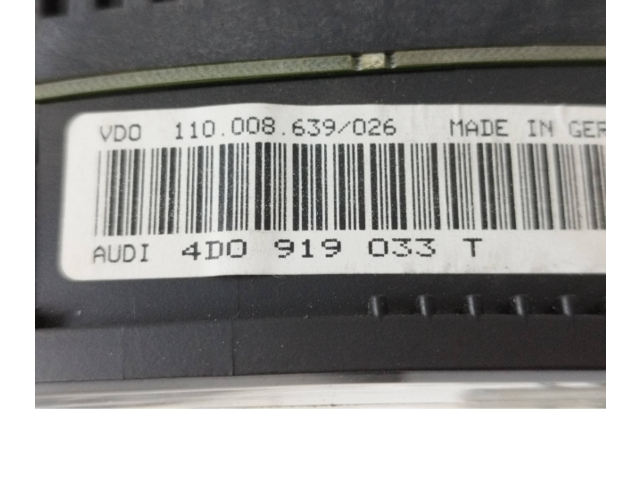 VDO 110.008.639/026 MADE IN GER
AUDI 4D0 919 033 T